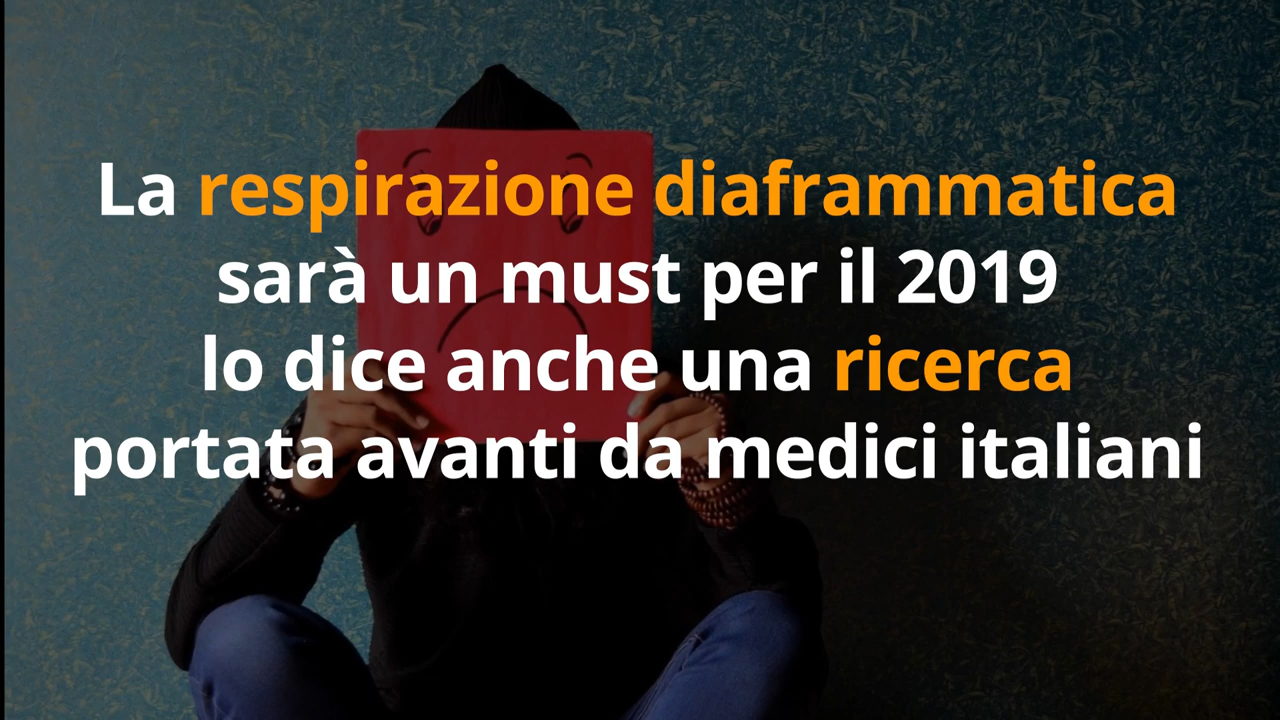 La respirazione diaframmatica
sarà un must per il 2019
lo dice anche una ricerca
portata avanti da medici italiani